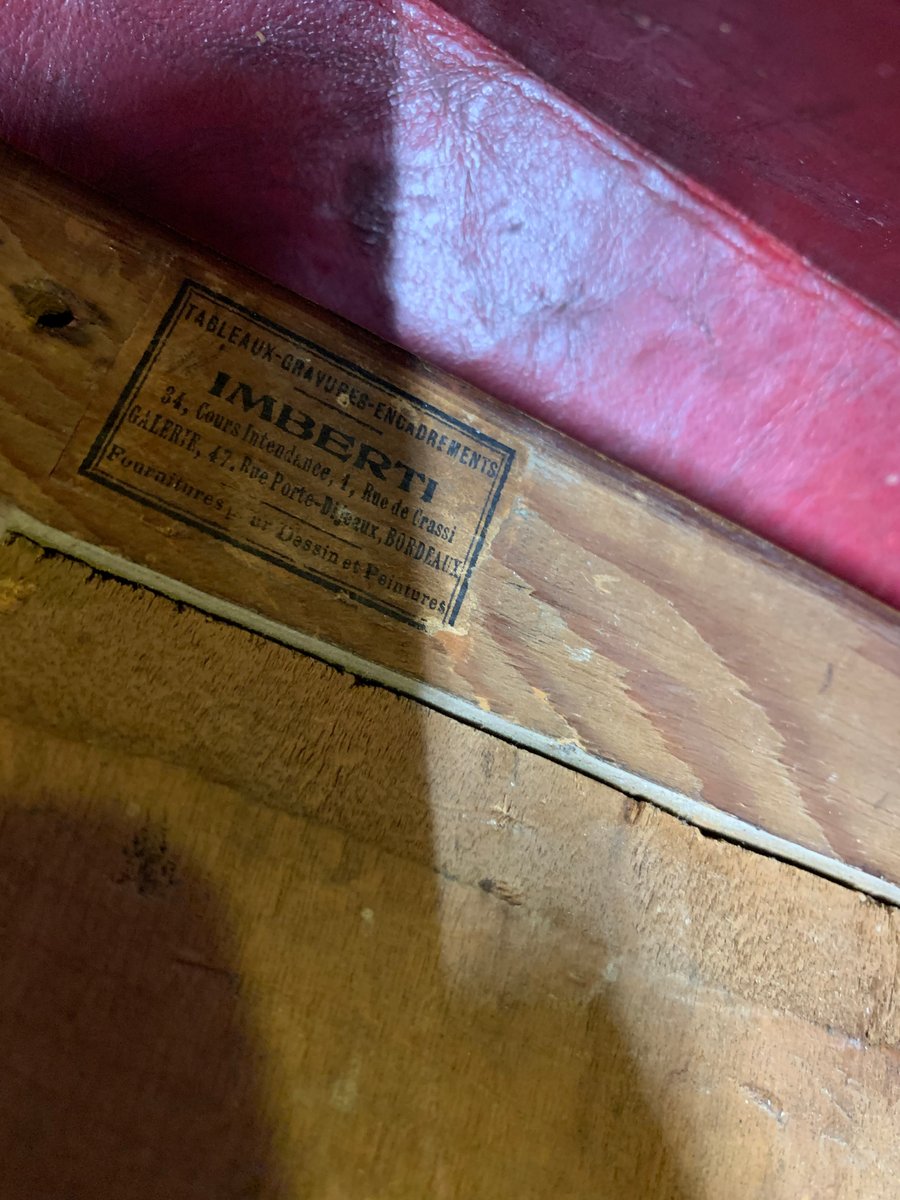 TABLEAUX-GRAVURES-ENCADREMENTS
IMBERTI
34, Cours Intendance, 1, Rue de Grassi
GALERIE, 47, Rue Porte-Dijeaux, BORDEAUX
Fournitures pour Dessin et Peintures